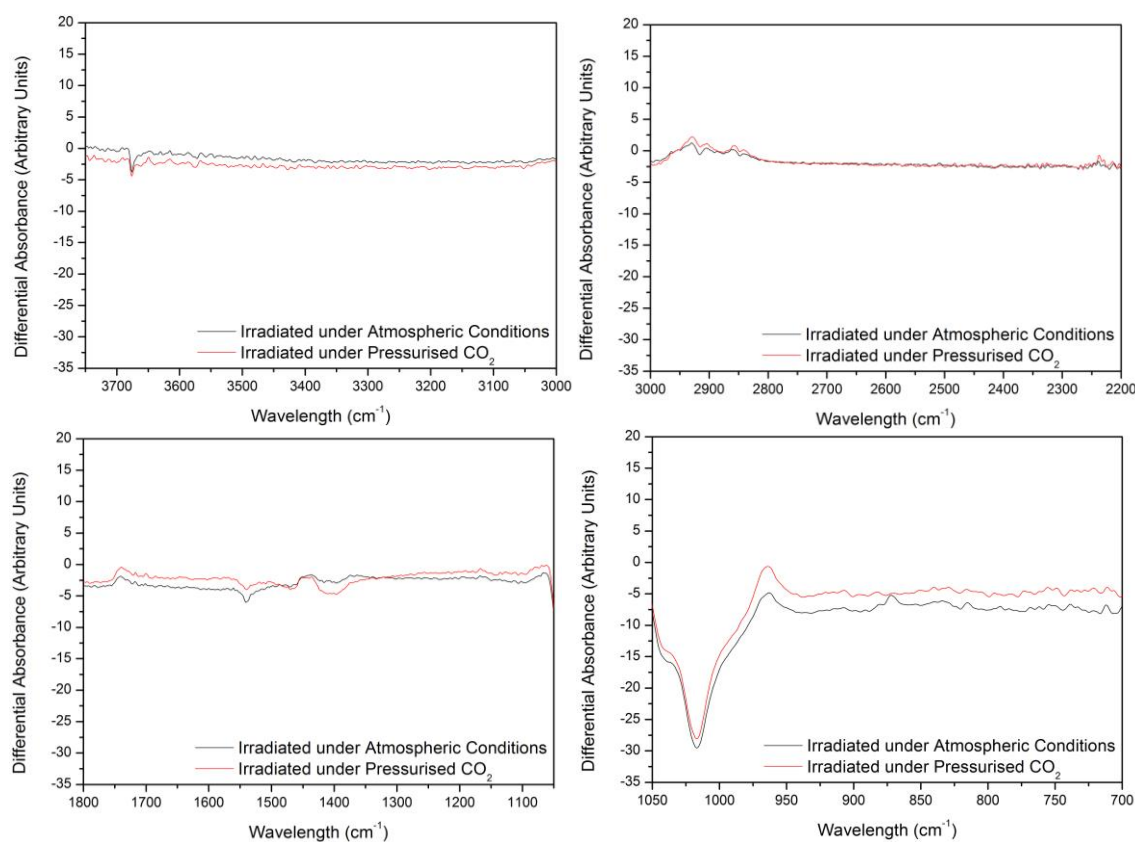 20
15
10
5
0
-5
-10
-15
-20
-25
-30
-35
Differential Absorbance (Arbitrary Units)
Irradiated under Atmospheric Conditions
Irradiated under Pressurised CO₂
3700 3600 3500 3400 3300 3200 3100 3000
Wavelength (cm⁻¹)
20
15
10
5
0
-5
-10
-15
-20
-25
-30
-35
Differential Absorbance (Arbitrary Units)
Irradiated under Atmospheric Conditions
Irradiated under Pressurised CO₂
3000 2900 2800 2700 2600 2500 2400 2300 2200
Wavelength (cm⁻¹)
20
15
10
5
0
-5
-10
-15
-20
-25
-30
-35
Differential Absorbance (Arbitrary Units)
Irradiated under Atmospheric Conditions
Irradiated under Pressurised CO₂
1800 1700 1600 1500 1400 1300 1200 1100
Wavelength (cm⁻¹)
20
15
10
5
0
-5
-10
-15
-20
-25
-30
-35
Differential Absorbance (Arbitrary Units)
Irradiated under Atmospheric Conditions
Irradiated under Pressurised CO₂
1050 1000 950 900 850 800 750 700
Wavelength (cm⁻¹)